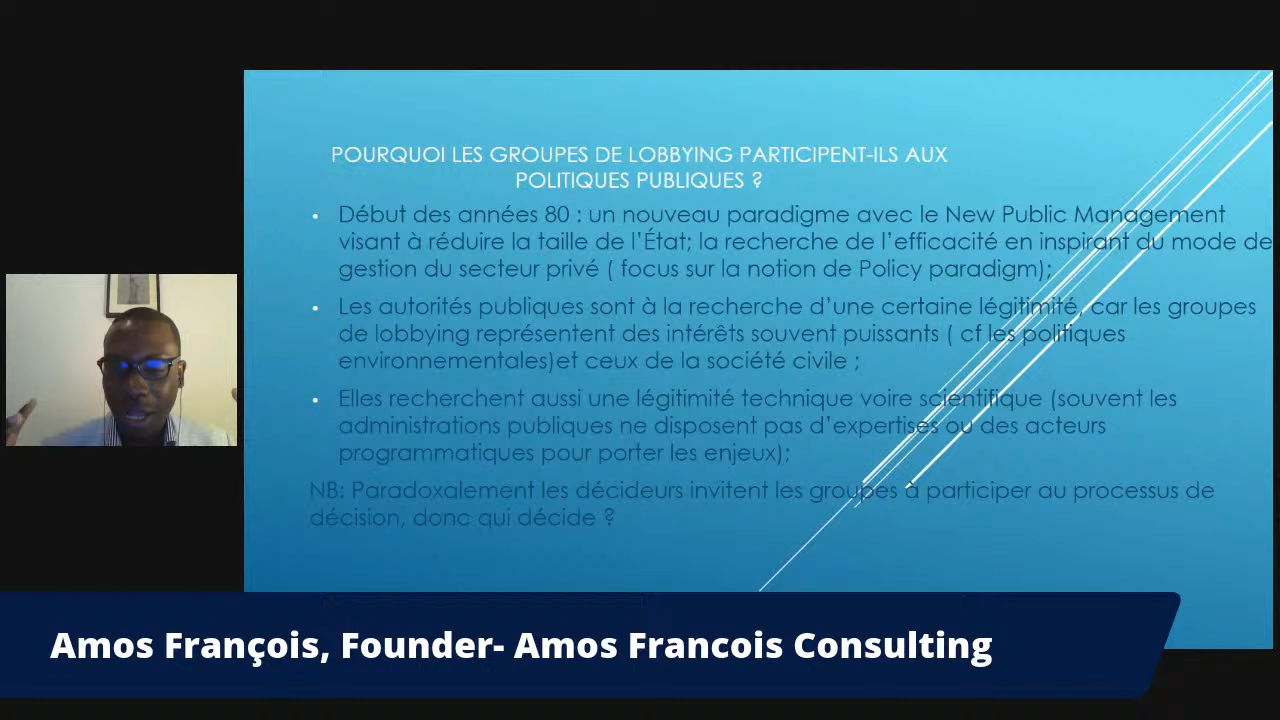 POURQUOI LES GROUPES DE LOBBYING PARTICIPENT-ILS AUX
POLITIQUES PUBLIQUES ?
• Début des années 80 : un nouveau paradigme avec le New Public Management
visant à réduire la taille de l'État; la recherche de l'efficacité en inspirant du mode de
gestion du secteur privé ( focus sur la notion de Policy paradigm);
• Les autorités publiques sont à la recherche d'une certaine légitimité, car les groupes
de lobbying représentent des intérêts souvent puissants ( cf les politiques
environnementales)et ceux de la société civile ;
• Elles recherchent aussi une légitimité technique voire scientifique (souvent les
administrations publiques ne disposent pas d'expertises ou des acteurs
programmatiques pour porter les enjeux);
NB: Paradoxalement les décideurs invitent les groupes à participer au processus de
décision, donc qui décide ?
Amos François, Founder- Amos Francois Consulting